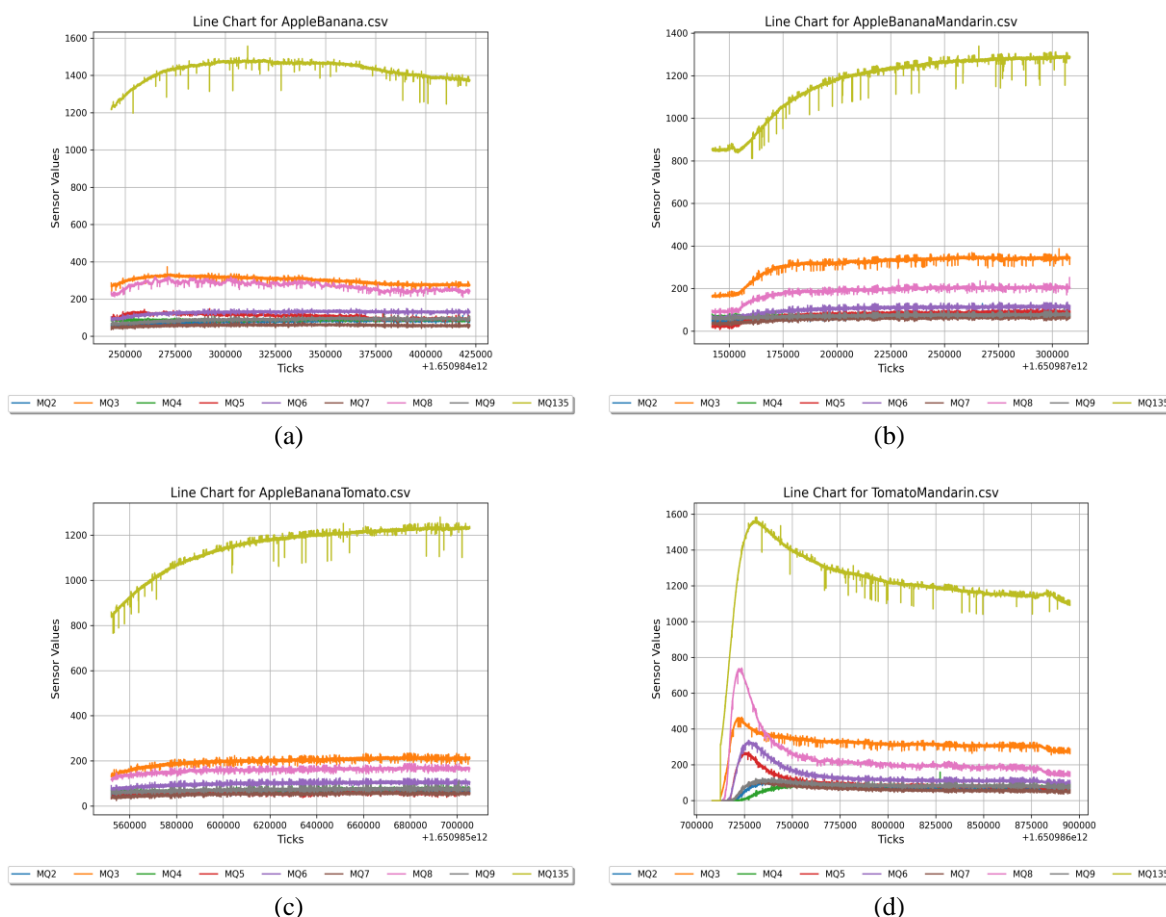 Line Chart for AppleBanana.csv
1600
1400
1200
1000
800
600
400
200
0
Sensor Values
250000 275000 300000 325000 350000 375000 400000 425000
Ticks
+1.650984e12
MQ2 MQ3 MQ4 MQ5 MQ6 MQ7 MQ8 MQ9 MQ135
(a)
Line Chart for AppleBananaMandarin.csv
1400
1200
1000
800
600
400
200
0
Sensor Values
150000 175000 200000 225000 250000 275000 300000
Ticks
+1.650987e12
MQ2 MQ3 MQ4 MQ5 MQ6 MQ7 MQ8 MQ9 MQ135
(b)
Line Chart for AppleBananaTomato.csv
1200
1000
800
600
400
200
0
Sensor Values
560000 580000 600000 620000 640000 660000 680000 700000
Ticks
+1.650985e12
MQ2 MQ3 MQ4 MQ5 MQ6 MQ7 MQ8 MQ9 MQ135
(c)
Line Chart for TomatoMandarin.csv
1600
1400
1200
1000
800
600
400
200
0
Sensor Values
700000 725000 750000 775000 800000 825000 850000 875000 900000
Ticks
+1.650986e12
MQ2 MQ3 MQ4 MQ5 MQ6 MQ7 MQ8 MQ9 MQ135
(d)